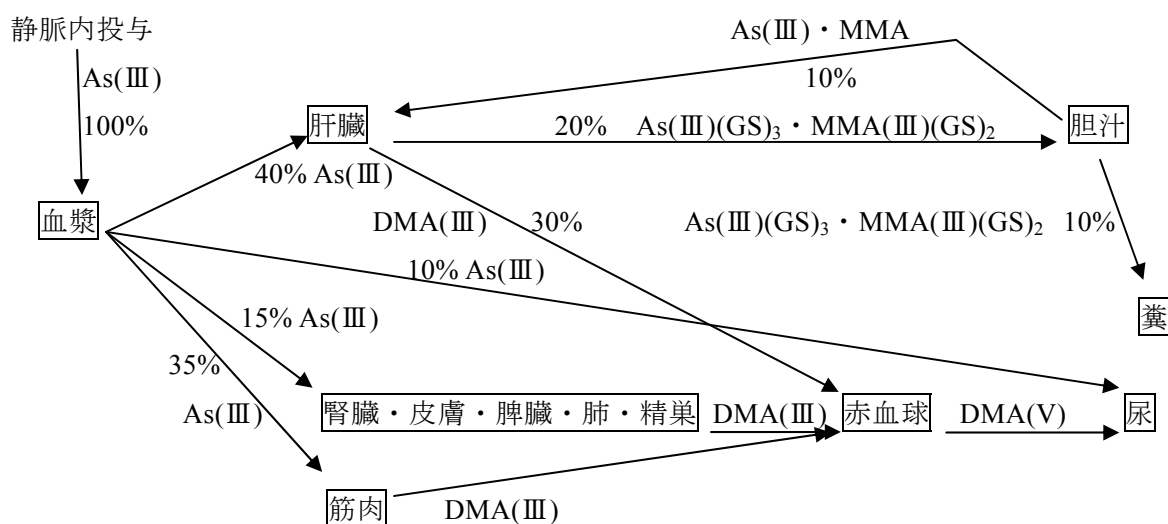 静脈内投与
As(Ⅲ)・MMA
As(Ⅲ)
10%
100%
肝臓
20% As(Ⅲ)(GS)₃・MMA(Ⅲ)(GS)₂
胆汁
40% As(Ⅲ)
血漿
DMA(Ⅲ) 30%
As(Ⅲ)(GS)₃・MMA(Ⅲ)(GS)₂ 10%
10% As(Ⅲ)
15% As(Ⅲ)
糞
35%
As(Ⅲ)
腎臓・皮膚・脾臓・肺・精巣
DMA(Ⅲ)
赤血球
DMA(V)
尿
筋肉
DMA(Ⅲ)